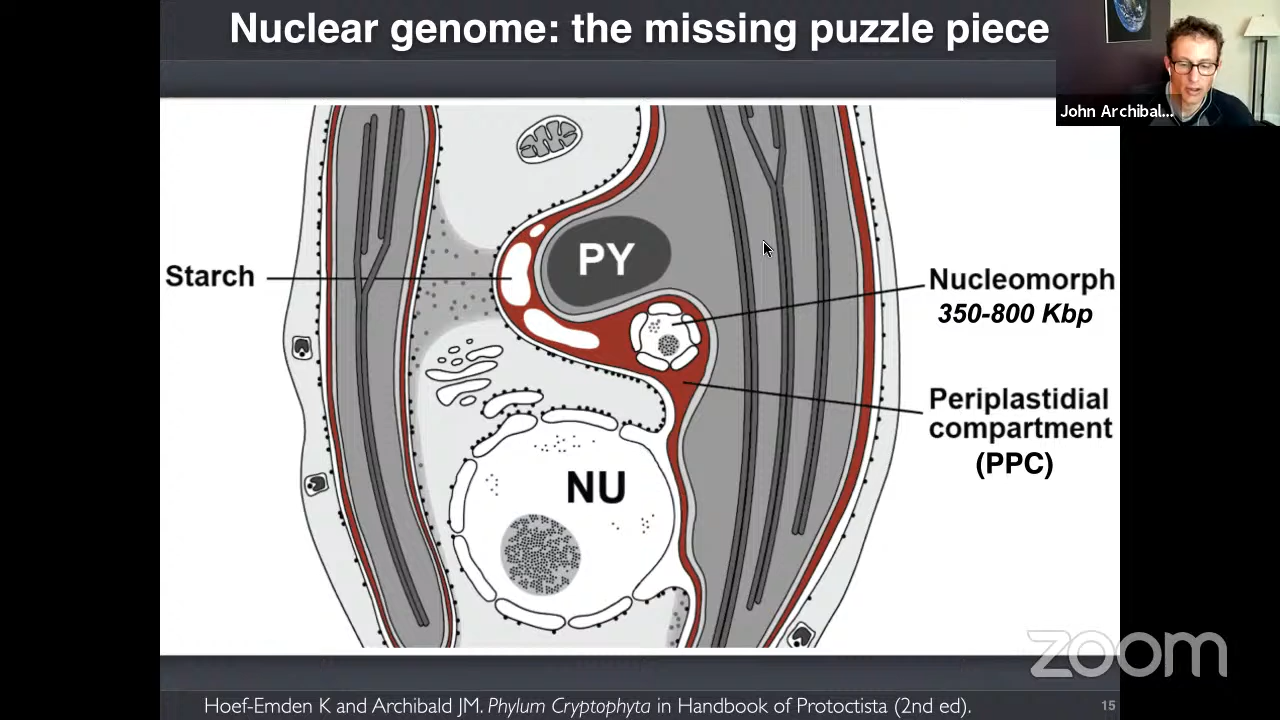 Nuclear genome: the missing puzzle piece
John Archibal...
Starch
PY
Nucleomorph
350-800 Kbp
Periplastidial
compartment
(PPC)
NU
zoom
Hoef-Emden K and Archibald JM. Phylum Cryptophyta in Handbook of Protoctista (2nd ed).
15